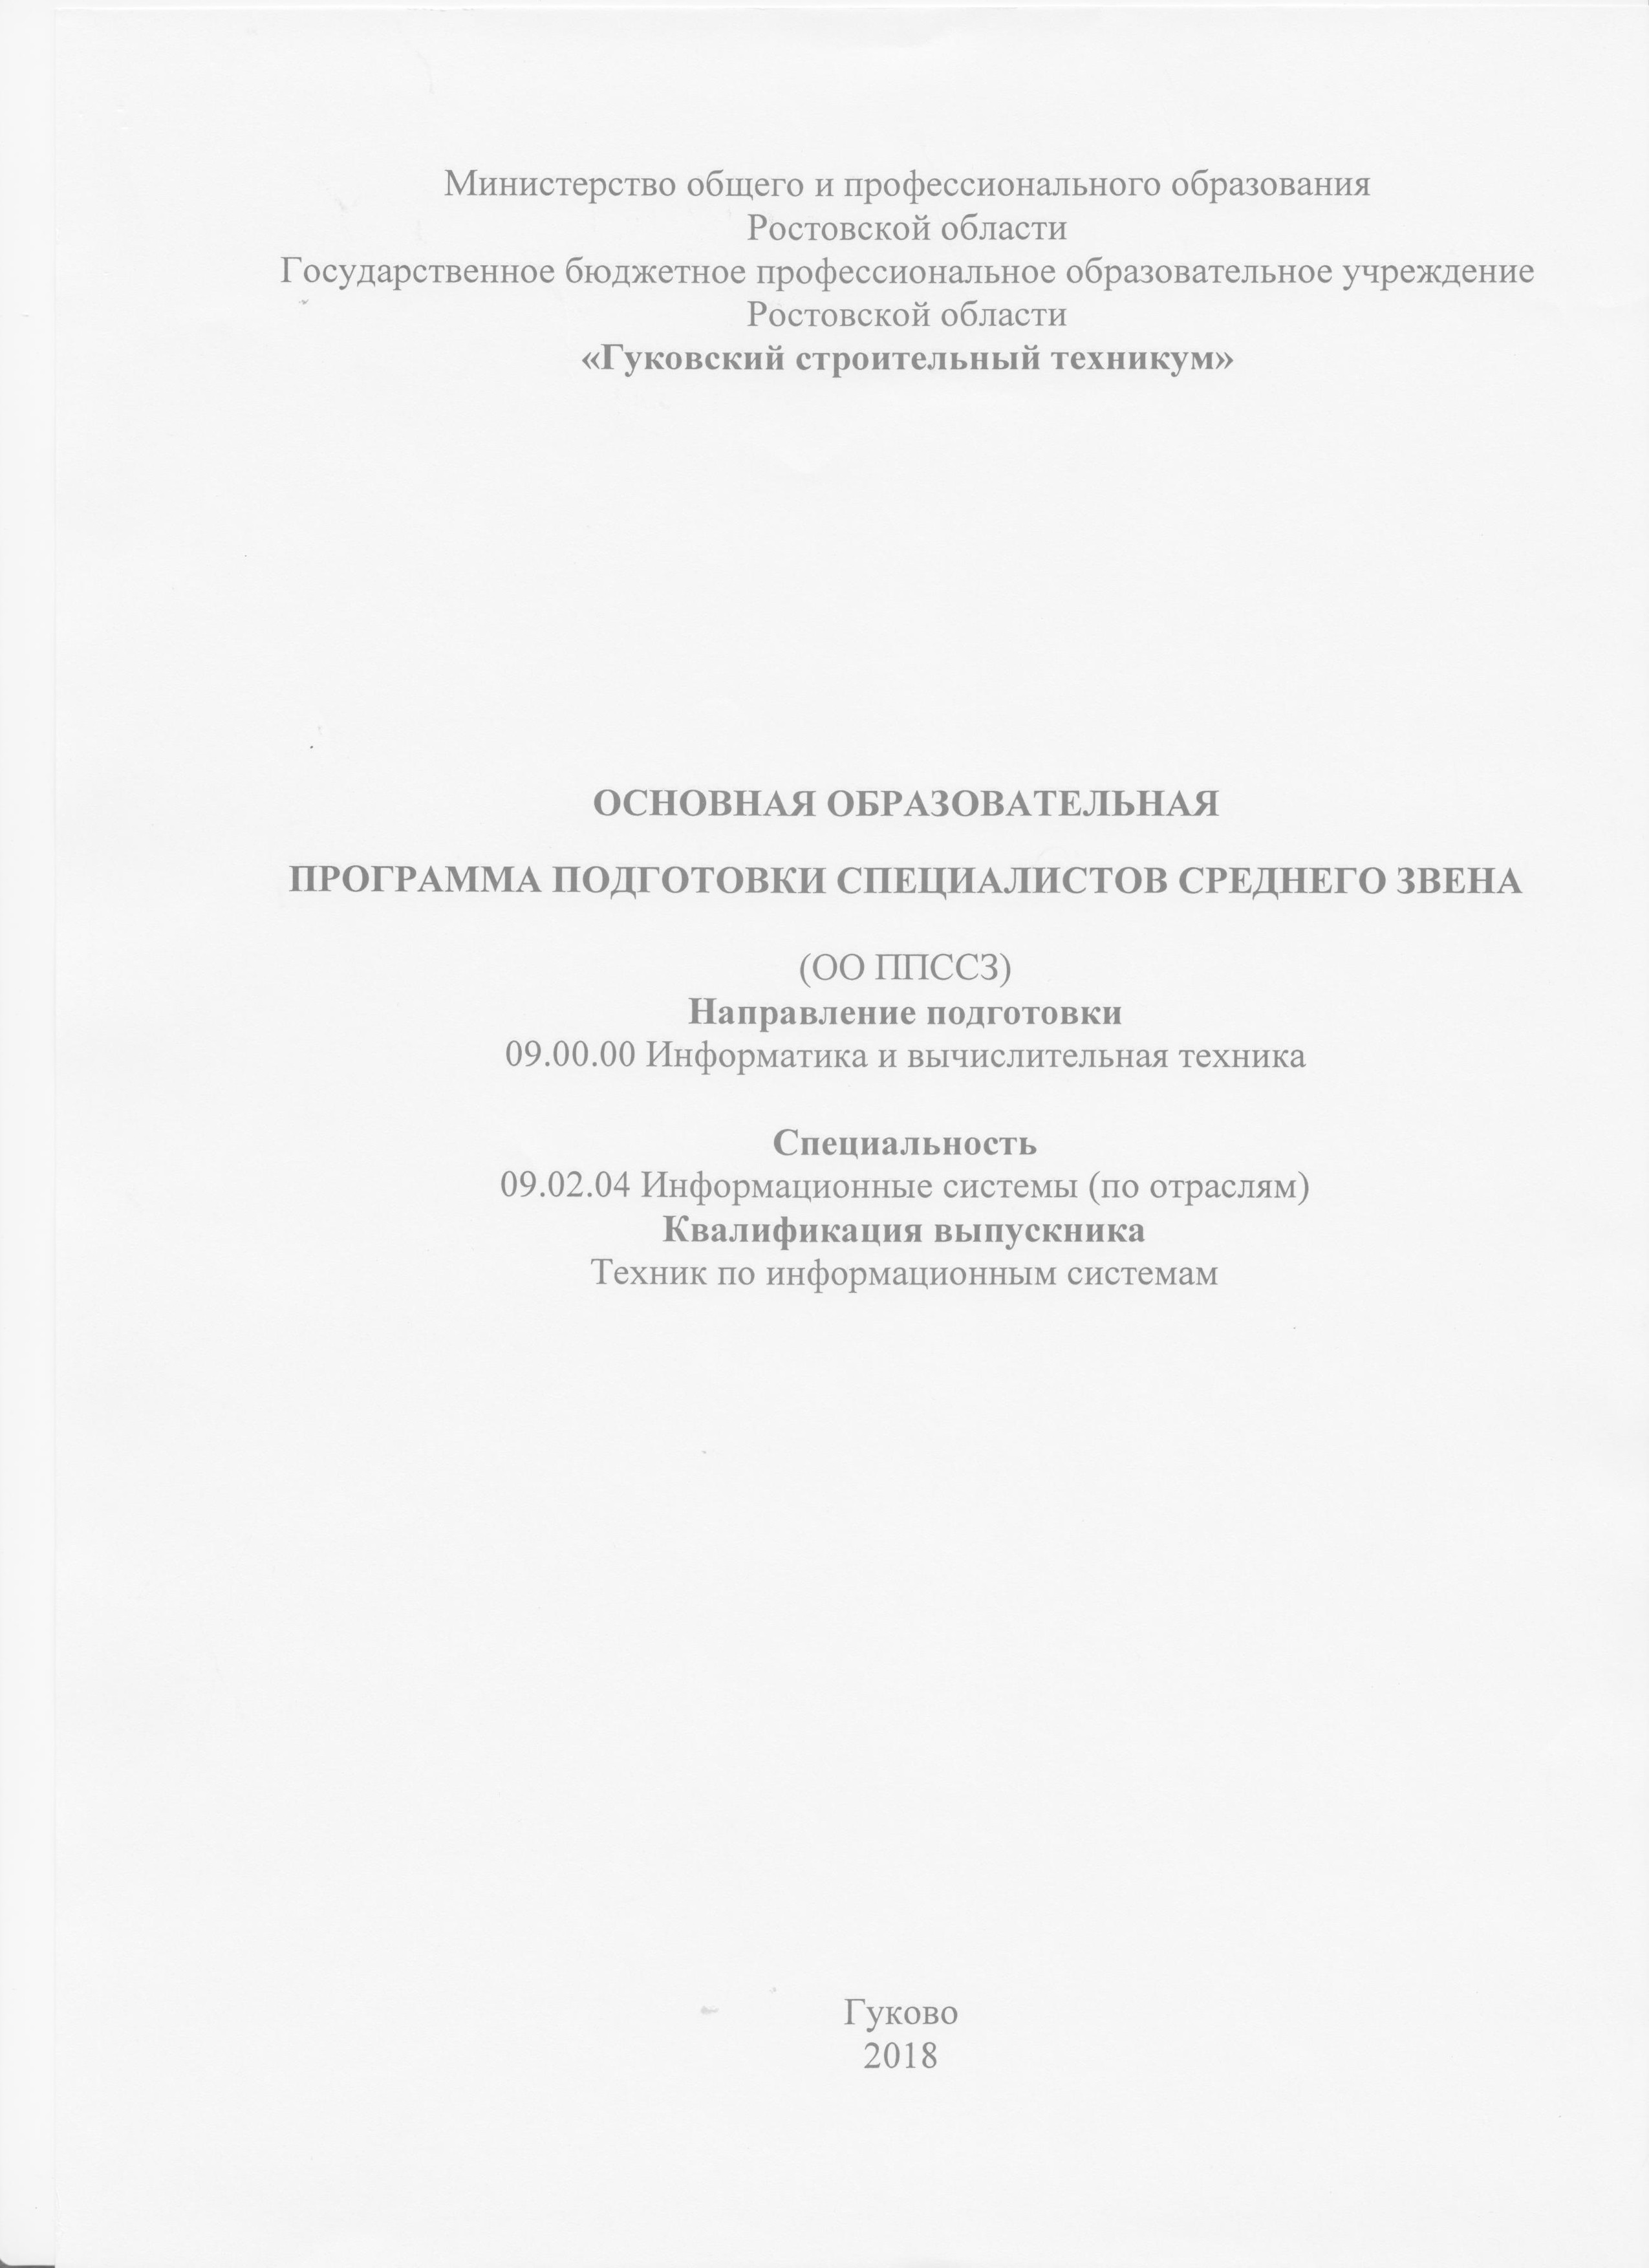 Министерство общего и профессионального образования
Ростовской области
Государственное бюджетное профессиональное образовательное учреждение
Ростовской области
«Гуковский строительный техникум»
ОСНОВНАЯ ОБРАЗОВАТЕЛЬНАЯ
ПРОГРАММА ПОДГОТОВКИ СПЕЦИАЛИСТОВ СРЕДНЕГО ЗВЕНА
(ОО ППССЗ)
Направление подготовки
09.00.00 Информатика и вычислительная техника
Специальность
09.02.04 Информационные системы (по отраслям)
Квалификация выпускника
Техник по информационным системам
Гуково
2018